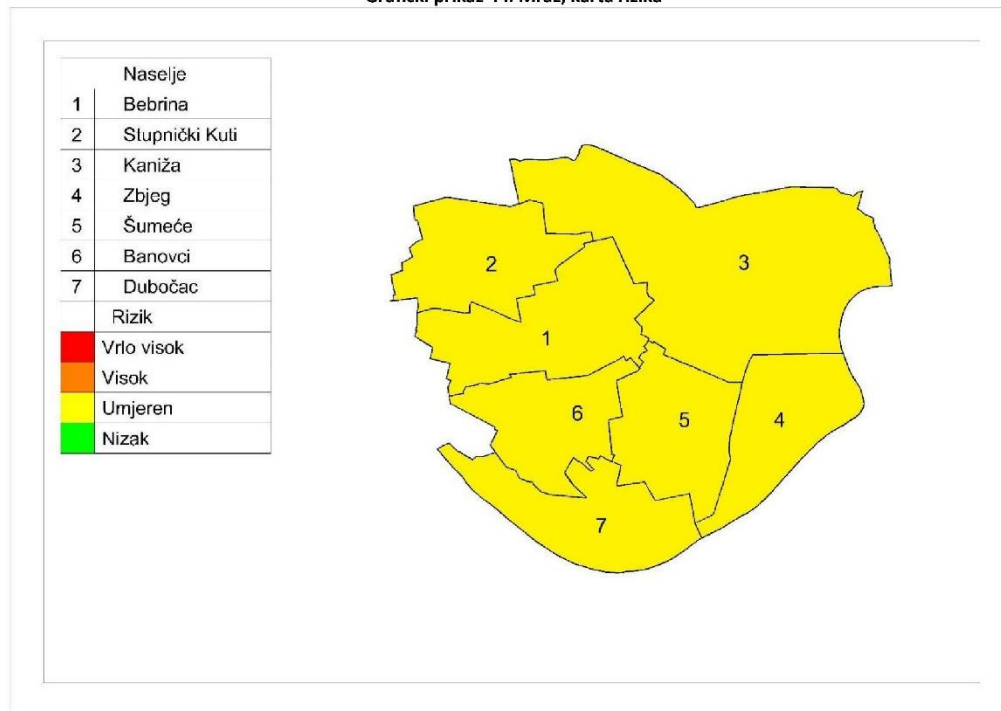 Naselje
1 Bebrina
2 Stupnički Kuti
3 Kaniža
4 Zbjeg
5 Šumeće
6 Banovci
7 Dubočac
Rizik
Vrlo visok
Visok
Umjeren
Nizak
2
3
1
6
5
4
7